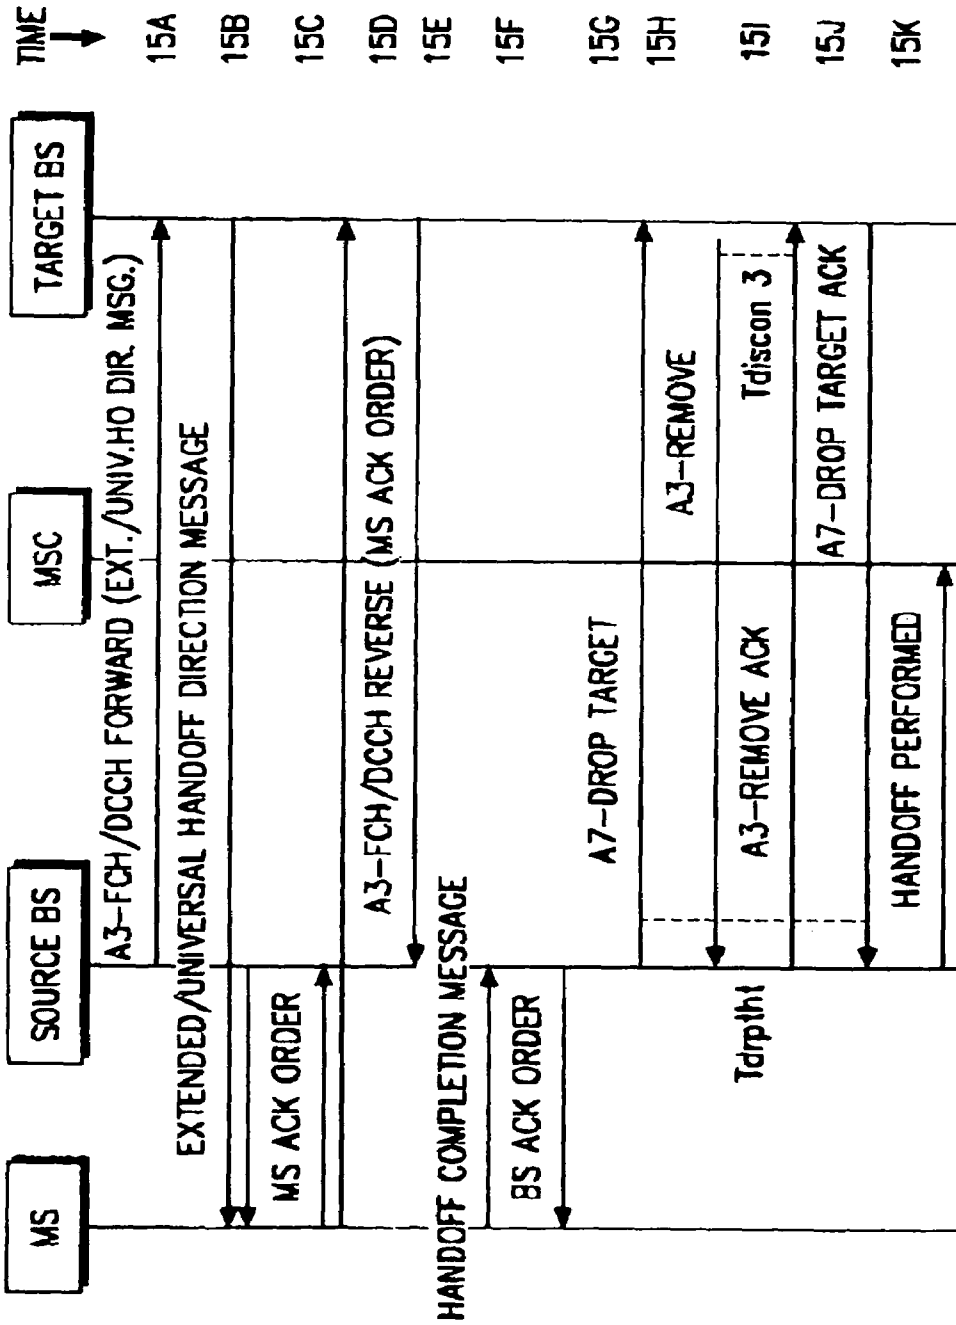 MS
SOURCE BS
MSC
TARGET BS
TIME
A3-FCH/DCCH FORWARD (EXT./UNIV.HO DIR. MSG.)
15A
EXTENDED/UNIVERSAL HANDOFF DIRECTION MESSAGE
15B
MS ACK ORDER
15C
15D
A3-FCH/DCCH REVERSE (MS ACK ORDER)
15E
HANDOFF COMPLETION MESSAGE
15F
BS ACK ORDER
15G
A7-DROP TARGET
15H
A3-REMOVE
15I
Tdrptht
A3-REMOVE ACK
Tdiscon 3
15J
A7-DROP TARGET ACK
15K
HANDOFF PERFORMED